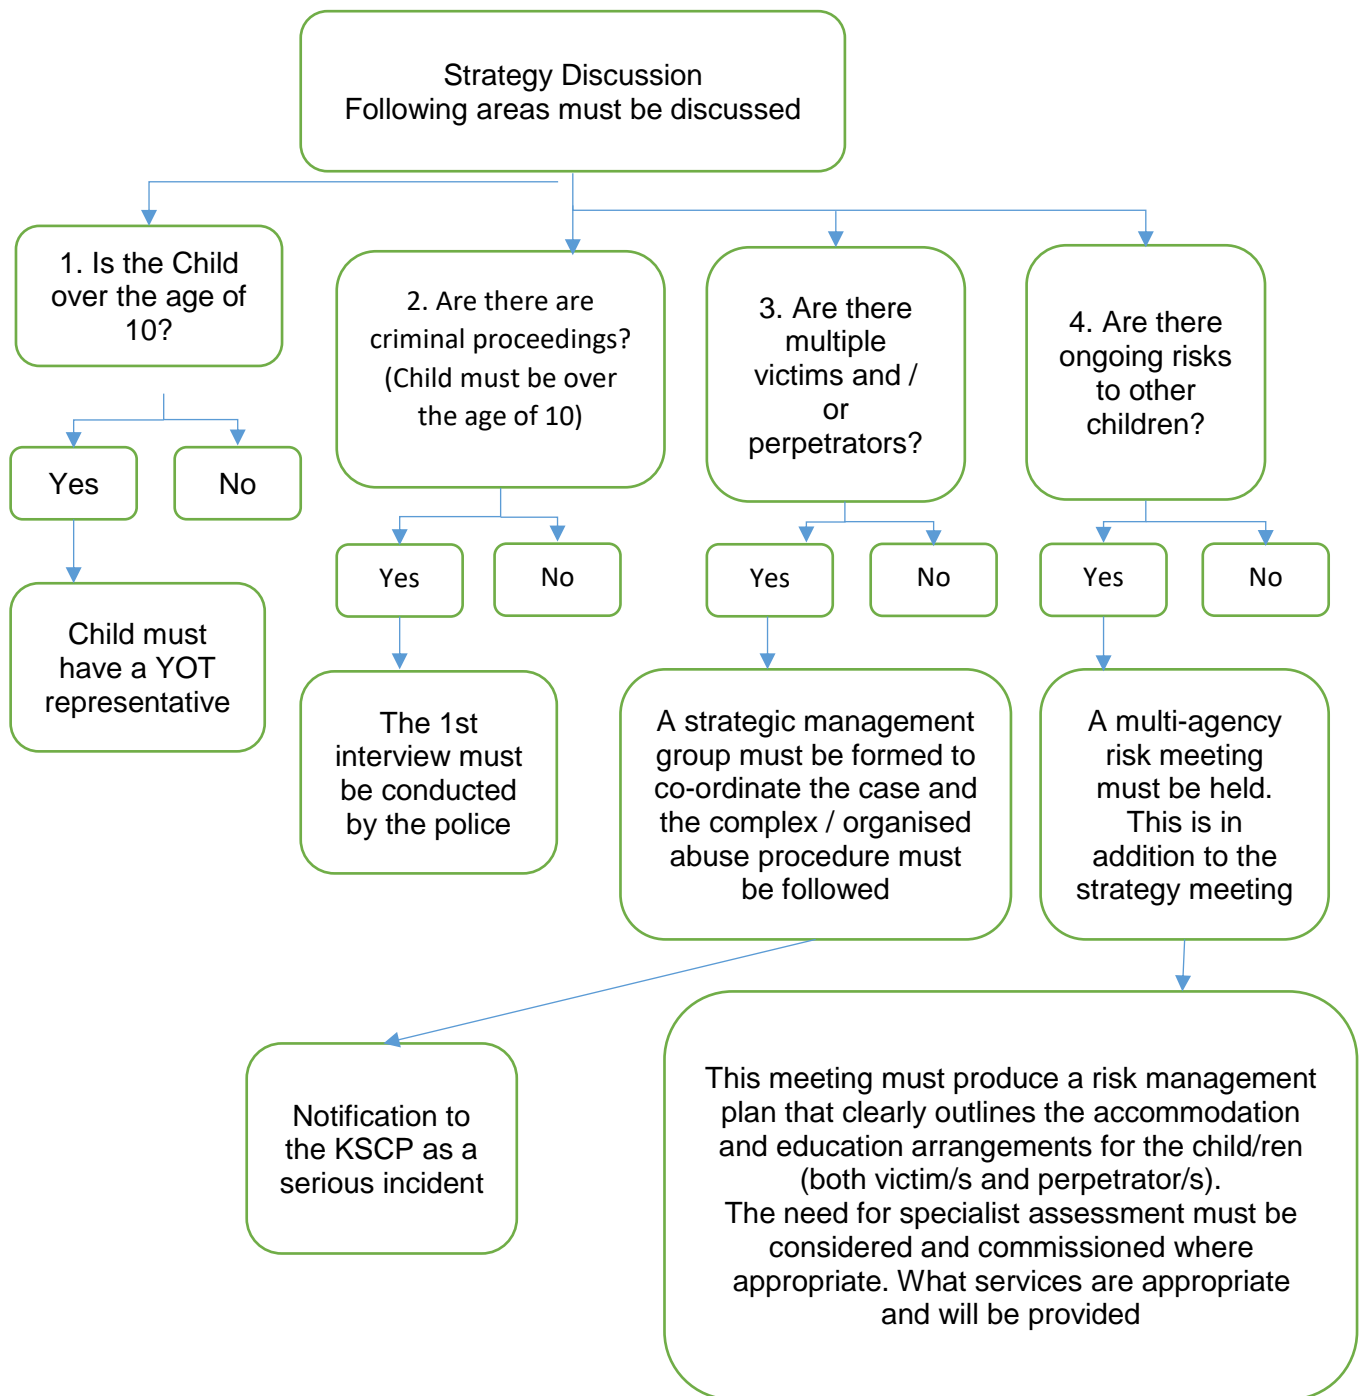 Strategy Discussion
Following areas must be discussed
1. Is the Child
over the age of
10?
2. Are there are
criminal proceedings?
(Child must be over
the age of 10)
3. Are there
multiple
victims and /
or
perpetrators?
4. Are there
ongoing risks
to other
children?
Yes
No
Yes
No
Yes
No
Yes
No
Child must
have a YOT
representative
The 1st
interview must
be conducted
by the police
A strategic management
group must be formed to
co-ordinate the case and
the complex / organised
abuse procedure must
be followed
A multi-agency
risk meeting
must be held.
This is in
addition to the
strategy meeting
Notification to
the KSCP as a
serious incident
This meeting must produce a risk management
plan that clearly outlines the accommodation
and education arrangements for the child/ren
(both victim/s and perpetrator/s).
The need for specialist assessment must be
considered and commissioned where
appropriate. What services are appropriate
and will be provided